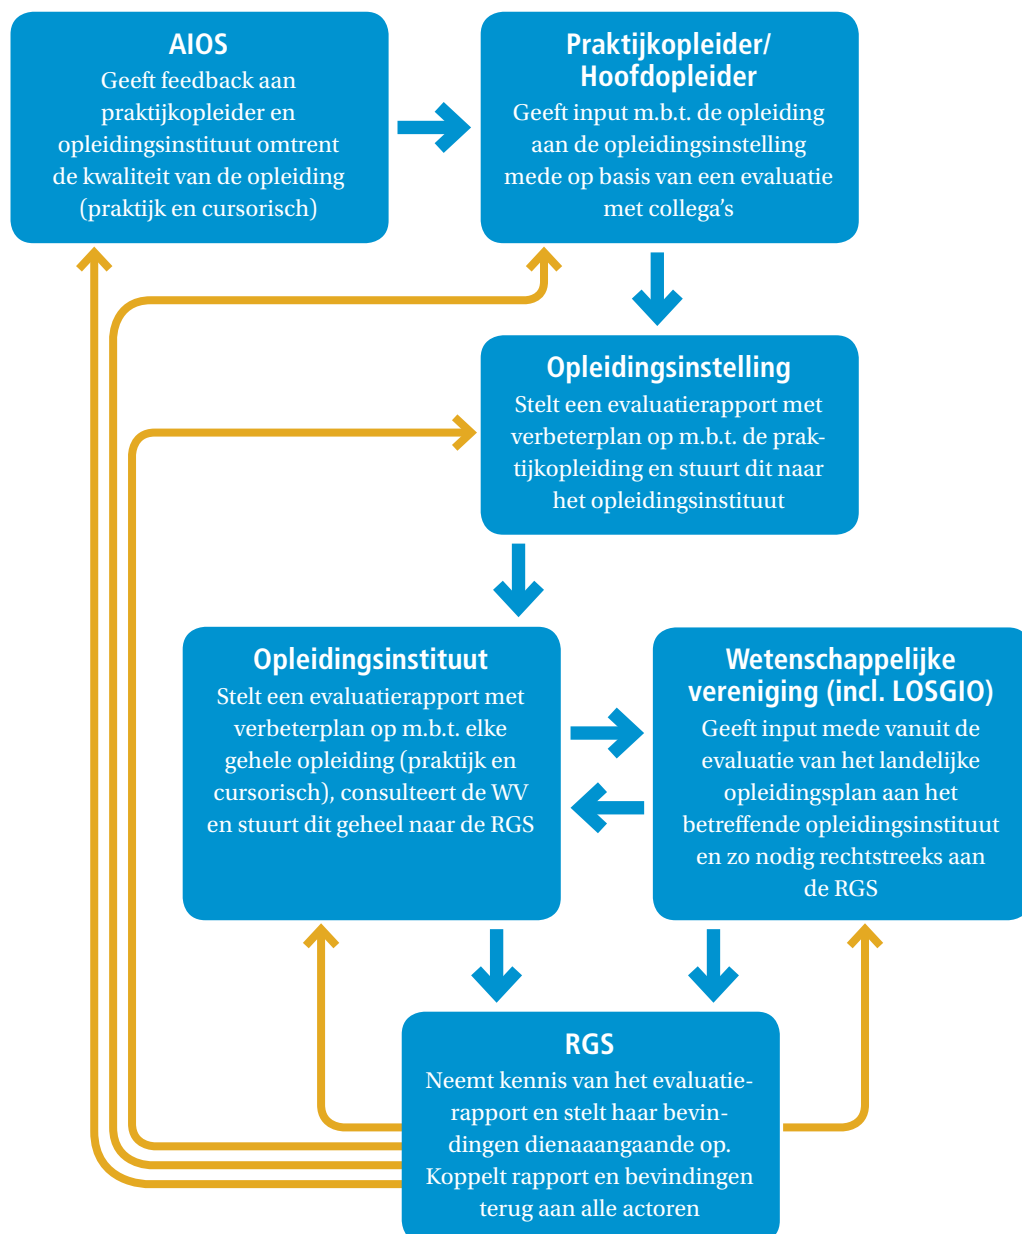 AIOS
Geeft feedback aan
praktijkopleider en
opleidingsinstituut omtrent
de kwaliteit van de opleiding
(praktijk en cursorisch)
Praktijkopleider/
Hoofdopleider
Geeft input m.b.t. de opleiding
aan de opleidingsinstelling
mede op basis van een evaluatie
met collega's
Opleidingsinstelling
Stelt een evaluatierapport met
verbeterplan op m.b.t. de prak-
tijkopleiding en stuurt dit naar
het opleidingsinstituut
Opleidingsinstituut
Stelt een evaluatierapport met
verbeterplan op m.b.t. elke
gehele opleiding (praktijk en
cursorisch), consulteert de WV
en stuurt dit geheel naar de RGS
Wetenschappelijke
vereniging (incl. LOSGIO)
Geeft input mede vanuit de
evaluatie van het landelijke
opleidingsplan aan het
betreffende opleidingsinstituut
en zo nodig rechtstreeks aan
de RGS
RGS
Neemt kennis van het evaluatie-
rapport en stelt haar bevin-
dingen dienaaangaande op.
Koppelt rapport en bevindingen
terug aan alle actoren